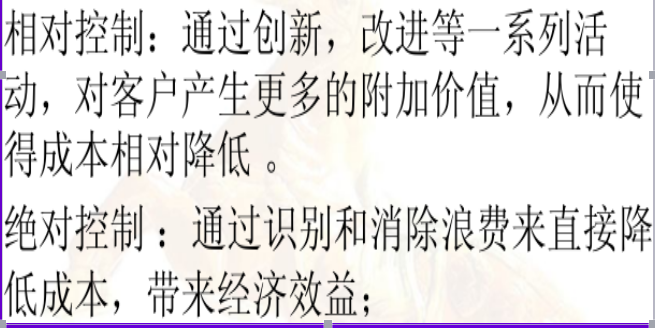 相对控制：通过创新，改进等一系列活
动，对客户产生更多的附加价值，从而使
得成本相对降低 。
绝对控制 ：通过识别和消除浪费来直接降
低成本，带来经济效益；